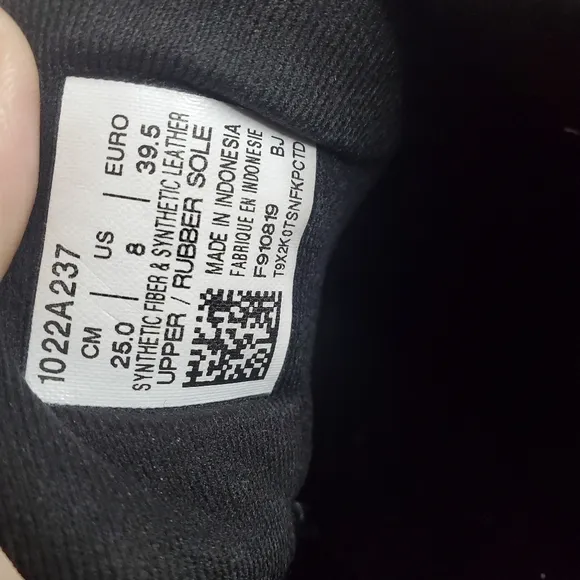 1022A237
CM | US | EURO
25.0 | 8 | 39.5
SYNTHETIC FIBER & SYNTHETIC LEATHER
UPPER / RUBBER SOLE
MADE IN INDONESIA
FABRIQUE EN INDONESIE
F910819 BJ
T9X2K0TSNFKPCTD